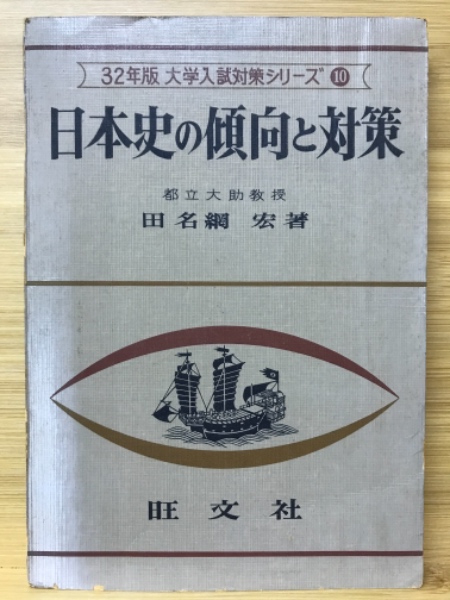 32年版 大学入試対策シリーズ 10
日本史の傾向と対策
都立大助教授
田名網 宏 著
旺文社